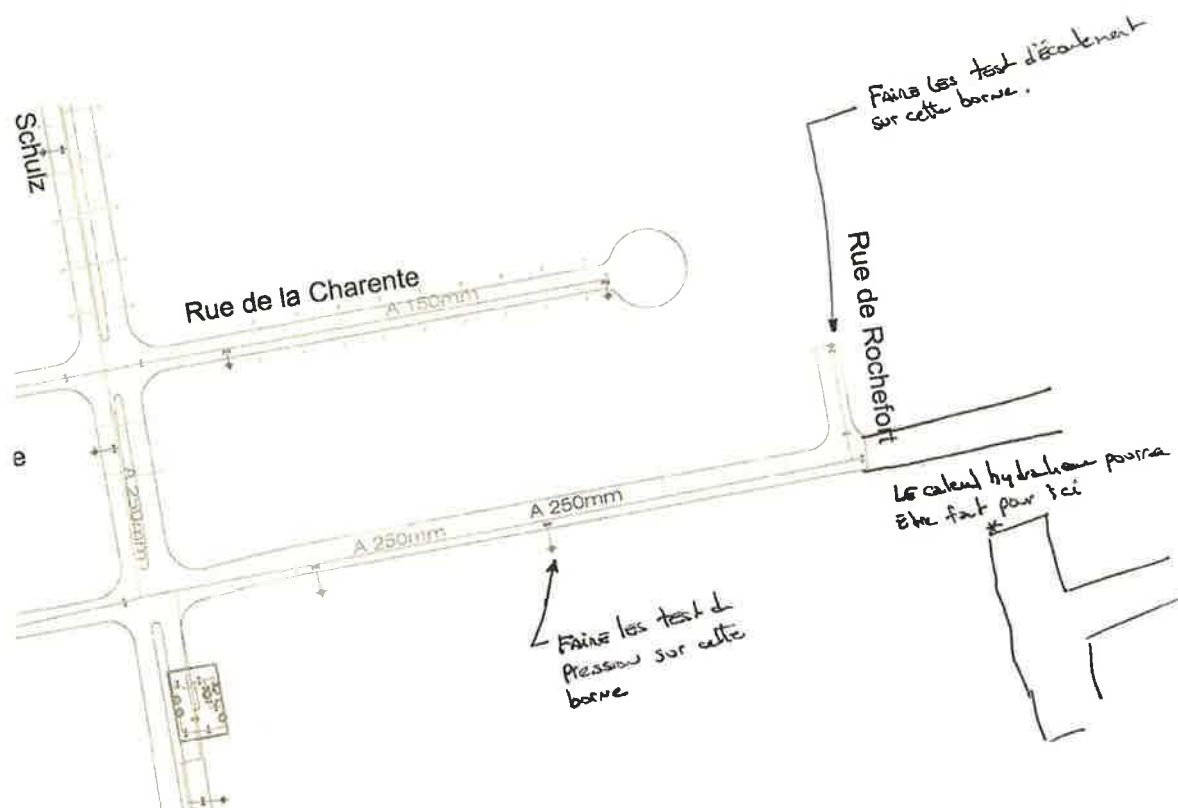 FAIRE LES test d'écoulement
sur cette borne.
Schulz
Rue de la Charente
A 150mm
Rue de Rochefort
e
A 250mm
A 250mm
A 250mm
LE calcul hydraulique pourra
Être fait pour ici
*
FAIRE les test d
Pression sur cette
borne